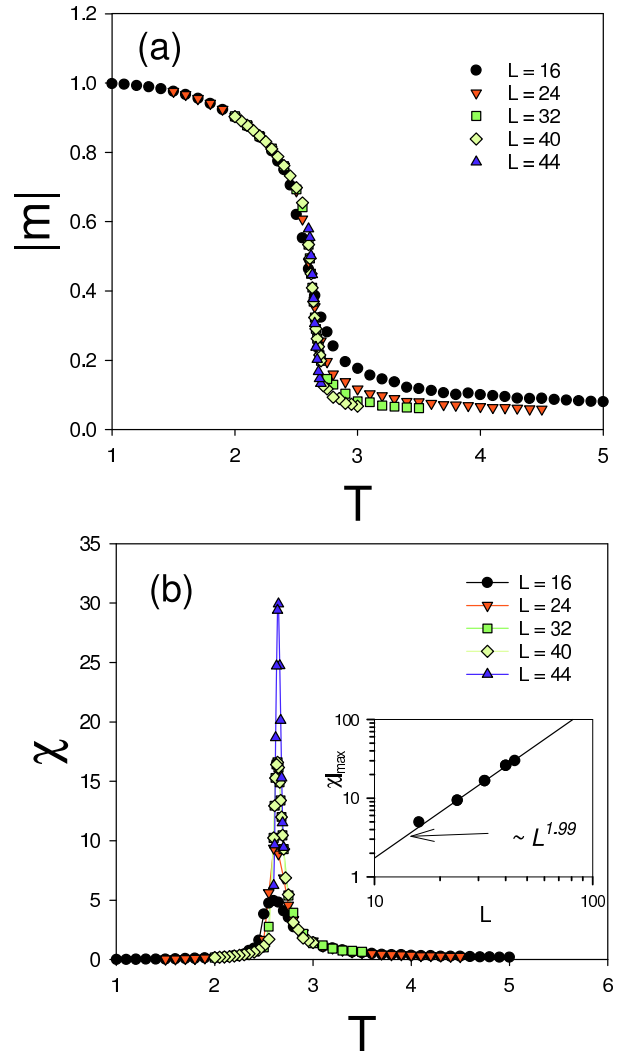 (a)
1.2
1.0
0.8
0.6
0.4
0.2
0.0
|m|
L = 16
L = 24
L = 32
L = 40
L = 44
1 2 3 4 5
T
(b)
35
30
25
20
15
10
5
0
χ
L = 16
L = 24
L = 32
L = 40
L = 44
100
10
1
χ|max
~ L^1.99
10 100
L
1 2 3 4 5 6
T